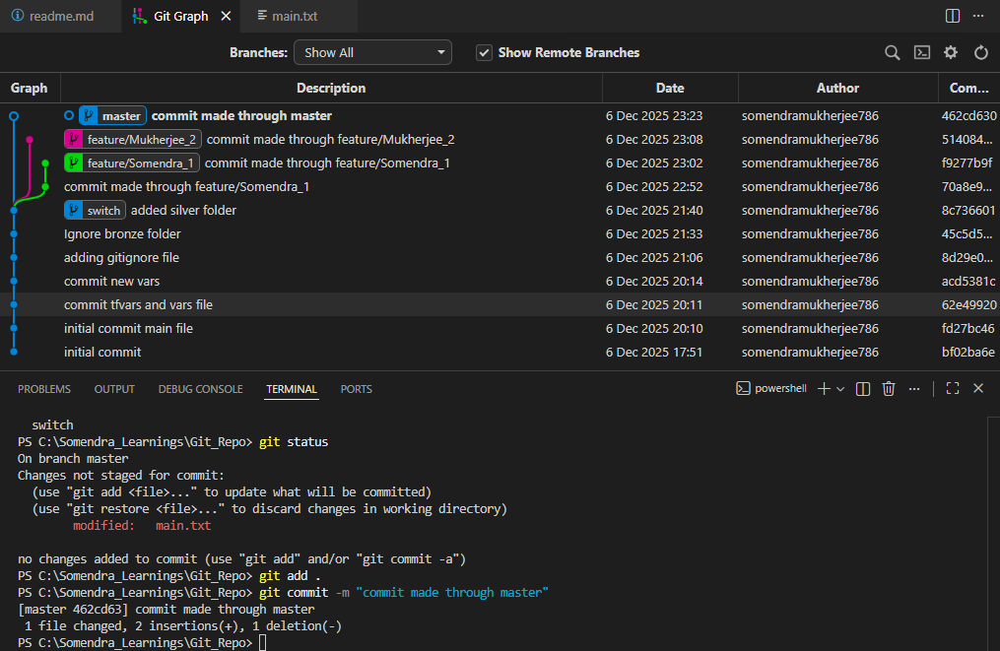 readme.md Git Graph main.txt
Branches: Show All Show Remote Branches
Graph Description Date Author Com...
master commit made through master 6 Dec 2025 23:23 somendramukherjee786 462cd630
feature/Mukherjee_2 commit made through feature/Mukherjee_2 6 Dec 2025 23:08 somendramukherjee786 514084...
feature/Somendra_1 commit made through feature/Somendra_1 6 Dec 2025 23:02 somendramukherjee786 f9277b9f
commit made through feature/Somendra_1 6 Dec 2025 22:52 somendramukherjee786 70a8e9...
switch added silver folder 6 Dec 2025 21:40 somendramukherjee786 8c736601
Ignore bronze folder 6 Dec 2025 21:33 somendramukherjee786 45c5d5...
adding gitignore file 6 Dec 2025 21:06 somendramukherjee786 8d29e0...
commit new vars 6 Dec 2025 20:14 somendramukherjee786 acd5381c
commit tfvars and vars file 6 Dec 2025 20:11 somendramukherjee786 62e49920
initial commit main file 6 Dec 2025 20:10 somendramukherjee786 fd27bc46
initial commit 6 Dec 2025 17:51 somendramukherjee786 bf02ba6e
PROBLEMS OUTPUT DEBUG CONSOLE TERMINAL PORTS powershell
switch
PS C:\Somendra_Learnings\Git_Repo> git status
On branch master
Changes not staged for commit:
(use "git add <file>..." to update what will be committed)
(use "git restore <file>..." to discard changes in working directory)
modified: main.txt
no changes added to commit (use "git add" and/or "git commit -a")
PS C:\Somendra_Learnings\Git_Repo> git add .
PS C:\Somendra_Learnings\Git_Repo> git commit -m "commit made through master"
[master 462cd63] commit made through master
1 file changed, 2 insertions(+), 1 deletion(-)
PS C:\Somendra_Learnings\Git_Repo>